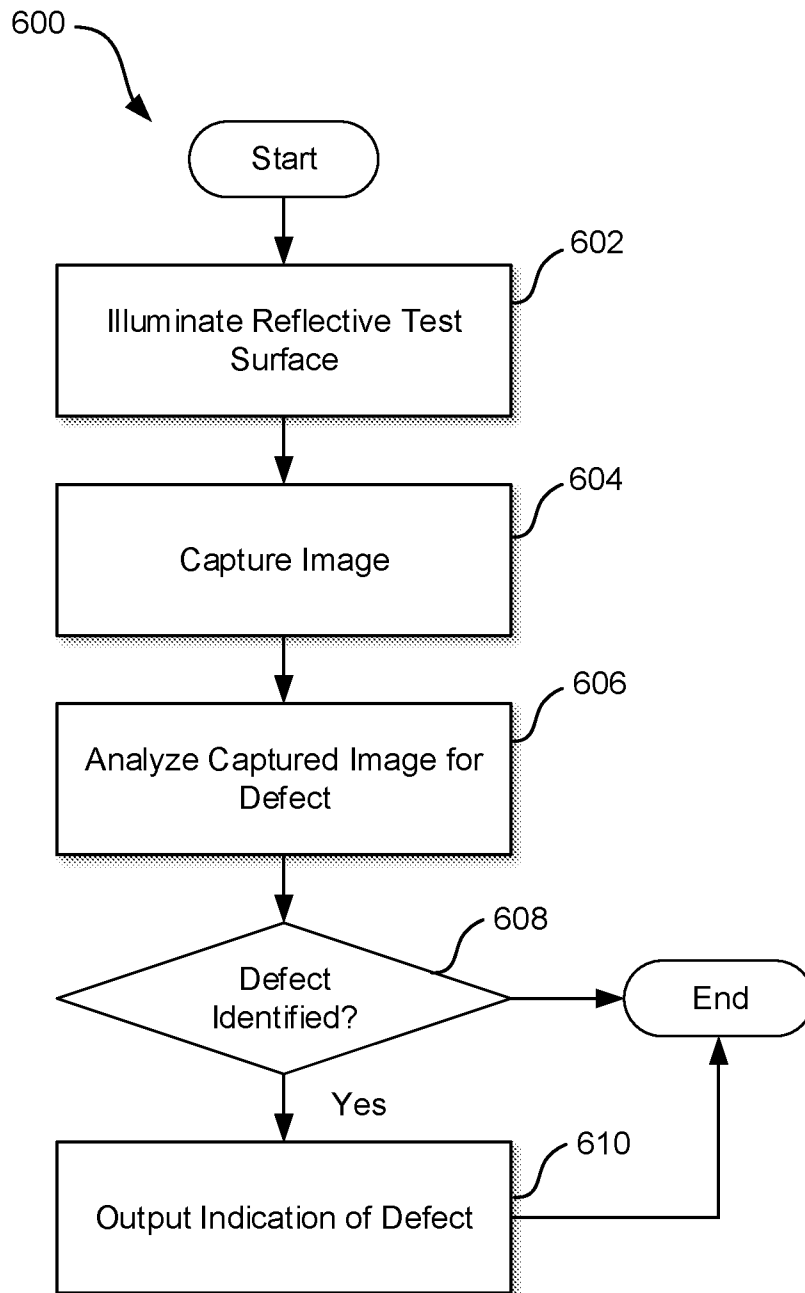 600
Start
602
Illuminate Reflective Test
Surface
604
Capture Image
606
Analyze Captured Image for
Defect
608
Defect
Identified?
End
Yes
610
Output Indication of Defect